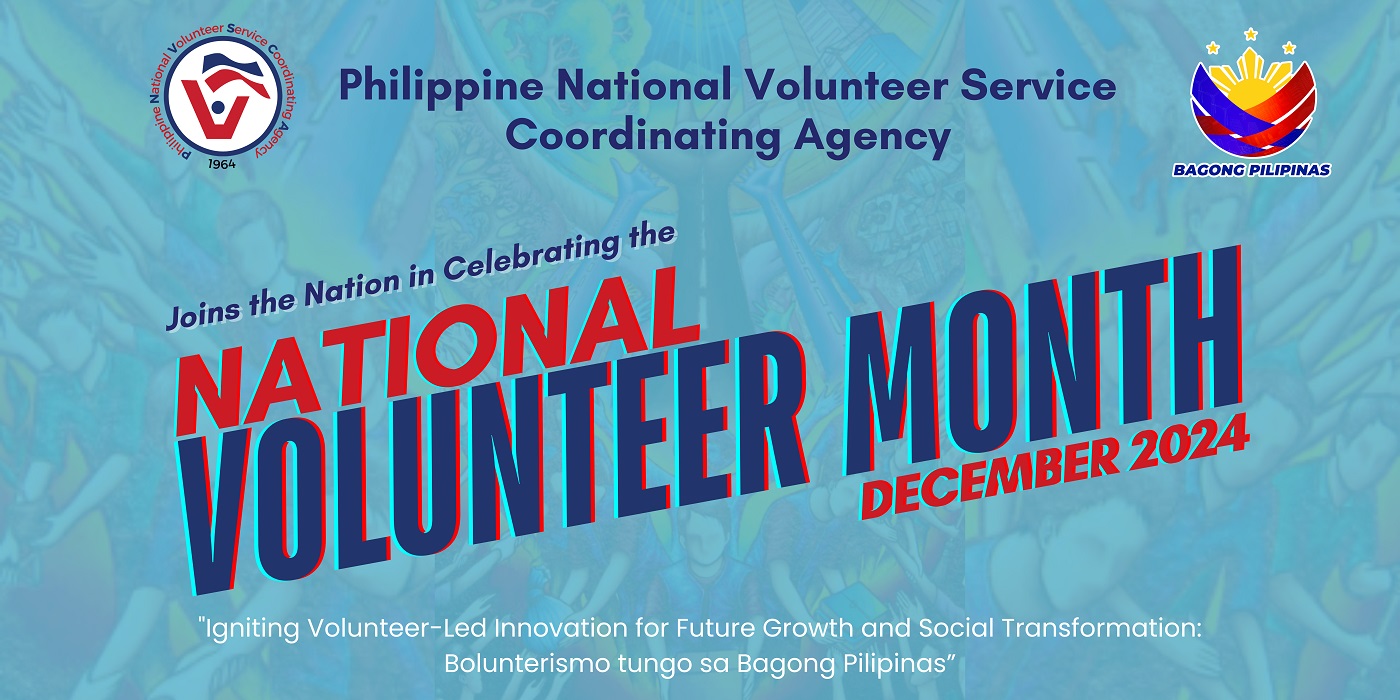 Philippine National Volunteer Service Coordinating Agency
1964
Philippine National Volunteer Service
Coordinating Agency
BAGONG PILIPINAS
Joins the Nation in Celebrating the
NATIONAL
VOLUNTEER MONTH
DECEMBER 2024
"Igniting Volunteer-Led Innovation for Future Growth and Social Transformation:
Bolunterismo tungo sa Bagong Pilipinas”